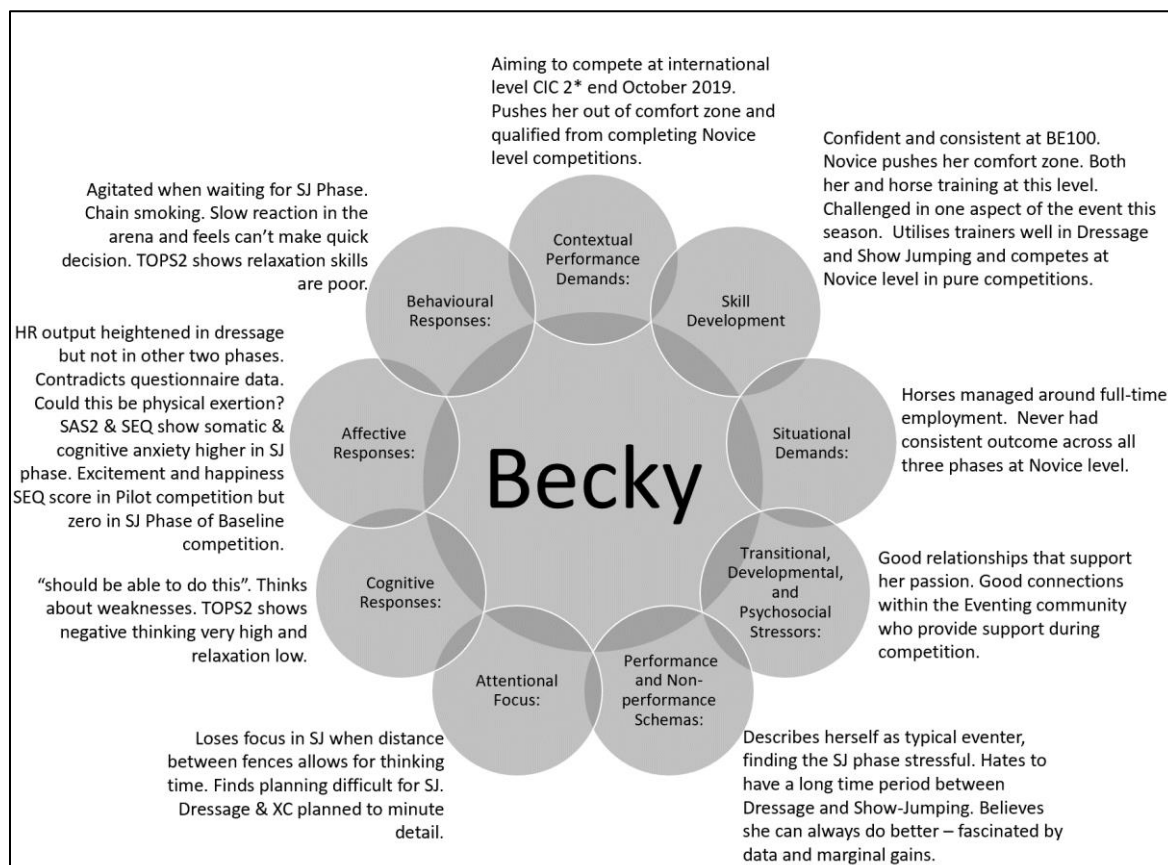 Aiming to compete at international
level CIC 2* end October 2019.
Pushes her out of comfort zone and
qualified from completing Novice
level competitions.
Contextual
Performance
Demands:
Confident and consistent at BE100.
Novice pushes her comfort zone. Both
her and horse training at this level.
Challenged in one aspect of the event this
season.  Utilises trainers well in Dressage
and Show Jumping and competes at
Novice level in pure competitions.
Skill
Development
Horses managed around full-time
employment.  Never had
consistent outcome across all
three phases at Novice level.
Situational
Demands:
Good relationships that support
her passion. Good connections
within the Eventing community
who provide support during
competition.
Transitional,
Developmental,
and
Psychosocial
Stressors:
Describes herself as typical eventer,
finding the SJ phase stressful. Hates to
have a long time period between
Dressage and Show-Jumping. Believes
she can always do better – fascinated by
data and marginal gains.
Performance
and Non-
performance
Schemas:
Loses focus in SJ when distance
between fences allows for thinking
time. Finds planning difficult for SJ.
Dressage & XC planned to minute
detail.
Attentional
Focus:
“should be able to do this”. Thinks
about weaknesses. TOPS2 shows
negative thinking very high and
relaxation low.
Cognitive
Responses:
HR output heightened in dressage
but not in other two phases.
Contradicts questionnaire data.
Could this be physical exertion?
SAS2 & SEQ show somatic &
cognitive anxiety higher in SJ
phase. Excitement and happiness
SEQ score in Pilot competition but
zero in SJ Phase of Baseline
competition.
Affective
Responses:
Agitated when waiting for SJ Phase.
Chain smoking. Slow reaction in the
arena and feels can’t make quick
decision. TOPS2 shows relaxation skills
are poor.
Behavioural
Responses:
Becky